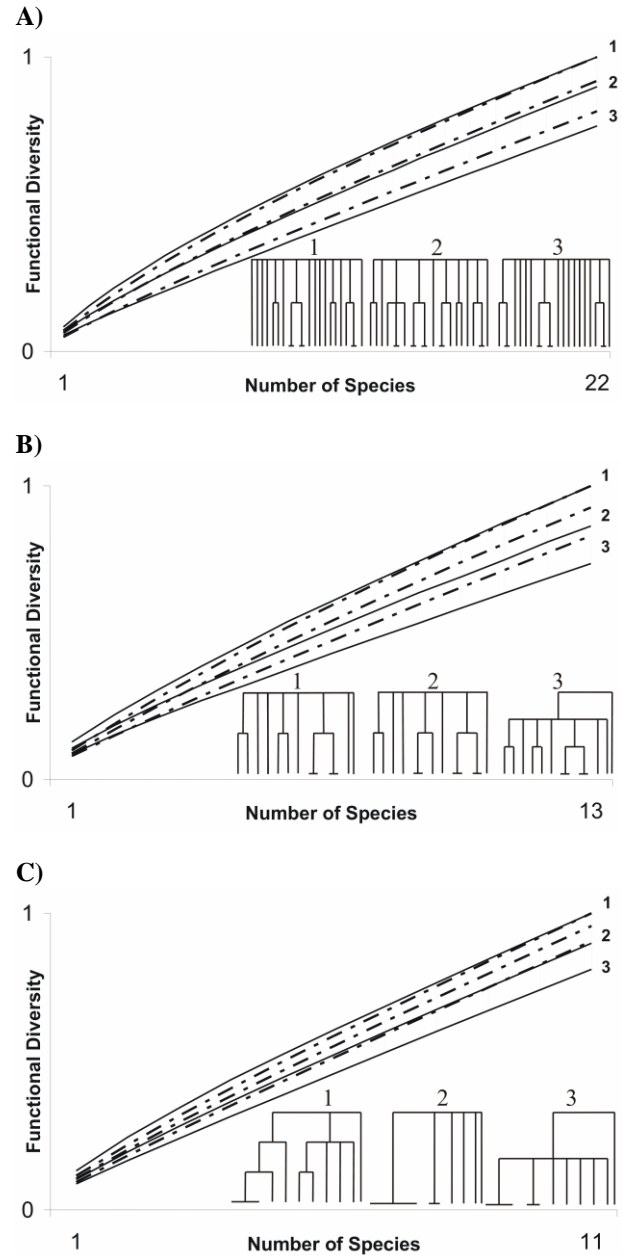 A)
1
1
2
3
Functional Diversity
1 2 3
0
1 Number of Species 22
B)
1
1
2
3
Functional Diversity
1 2 3
0
1 Number of Species 13
C)
1
1
2
3
Functional Diversity
1 2 3
0
1 Number of Species 11